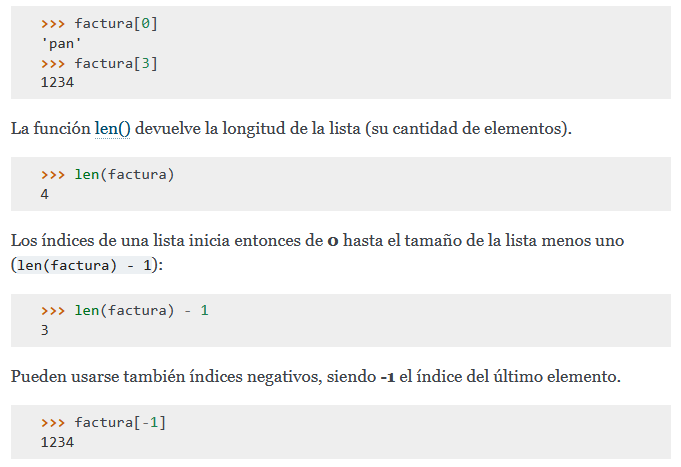 >>> factura[0]
'pan'
>>> factura[3]
1234
La función len() devuelve la longitud de la lista (su cantidad de elementos).
>>> len(factura)
4
Los índices de una lista inicia entonces de 0 hasta el tamaño de la lista menos uno
(len(factura) - 1):
>>> len(factura) - 1
3
Pueden usarse también índices negativos, siendo -1 el índice del último elemento.
>>> factura[-1]
1234